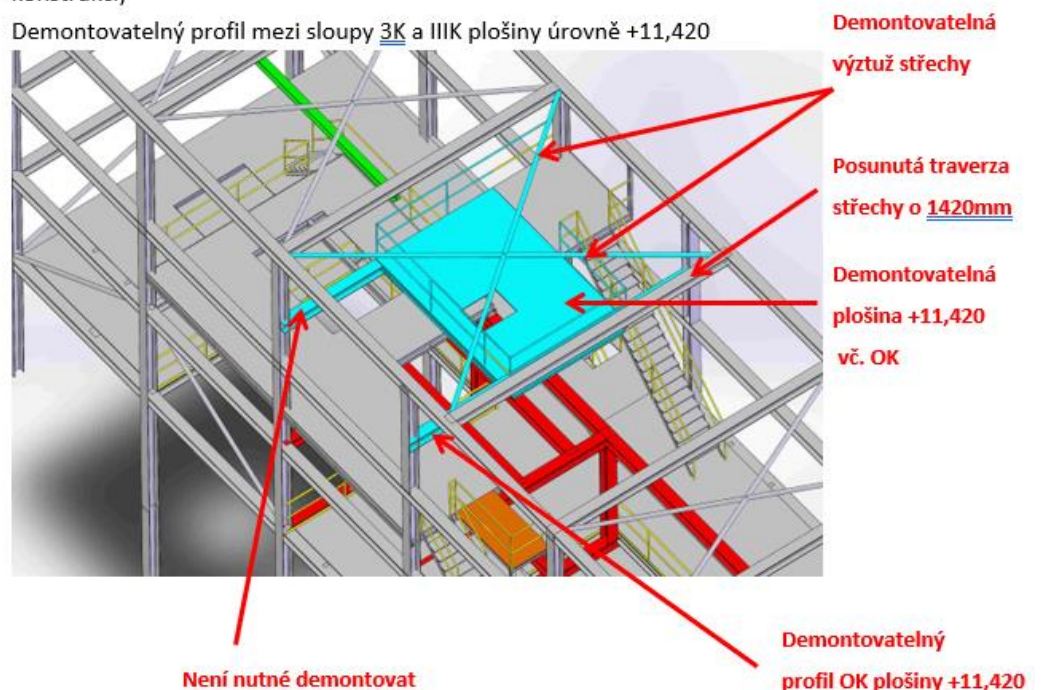 Demontovatelný profil mezi sloupy 3K a IIIK plošiny úrovně +11,420
Demontovatelná
výztuž střechy
Posunutá traverza
střechy o 1420mm
Demontovatelná
plošina +11,420
vč. OK
Není nutné demontovat
Demontovatelný
profil OK plošiny +11,420